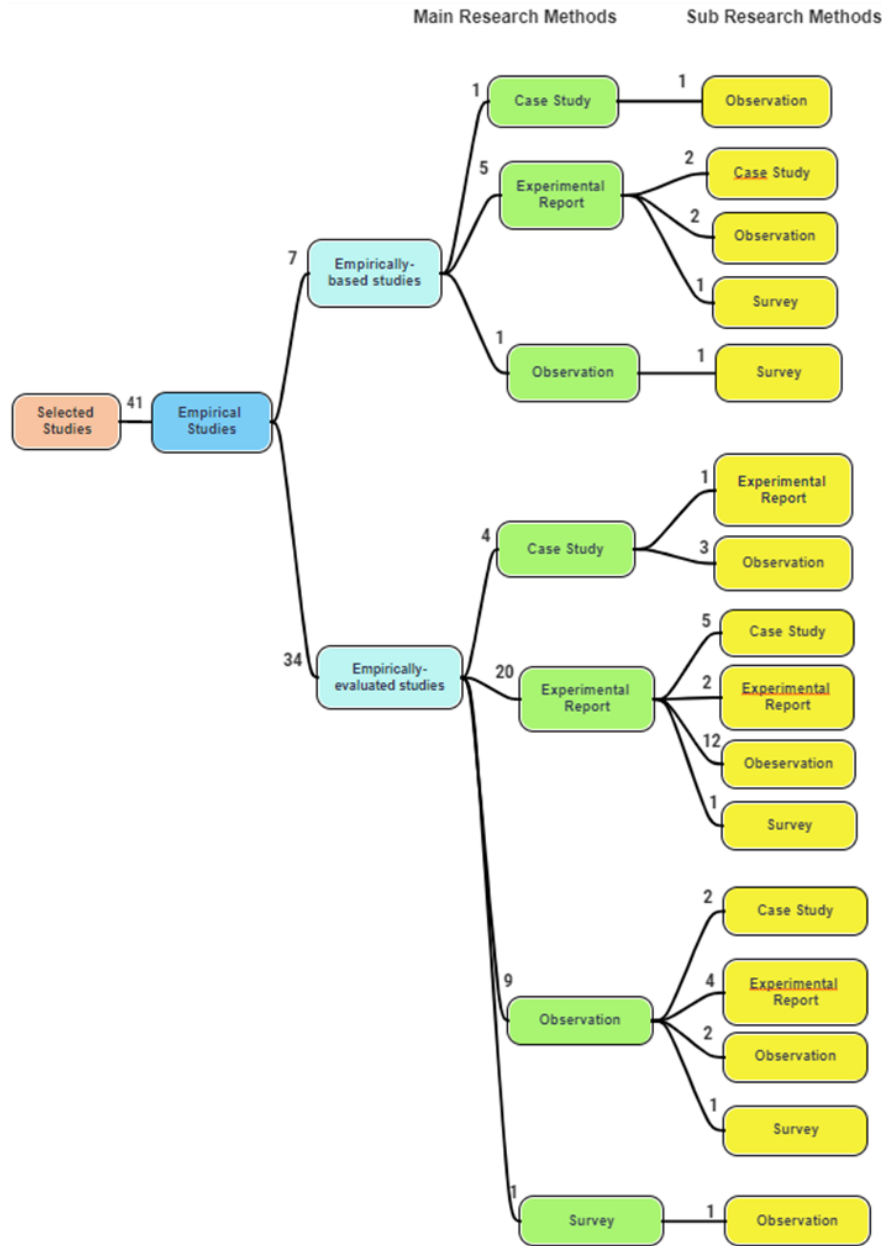 Main Research Methods
Sub Research Methods
1
Case Study
1
Observation
5
Experimental
Report
2
Case Study
2
Observation
1
Survey
7
Empirically-
based studies
1
Observation
1
Survey
Selected
Studies
41
Empirical
Studies
34
Empirically-
evaluated studies
4
Case Study
1
Experimental
Report
3
Observation
20
Experimental
Report
5
Case Study
2
Experimental
Report
12
Obeservation
1
Survey
9
Observation
2
Case Study
4
Experimental
Report
2
Observation
1
Survey
1
Survey
1
Observation